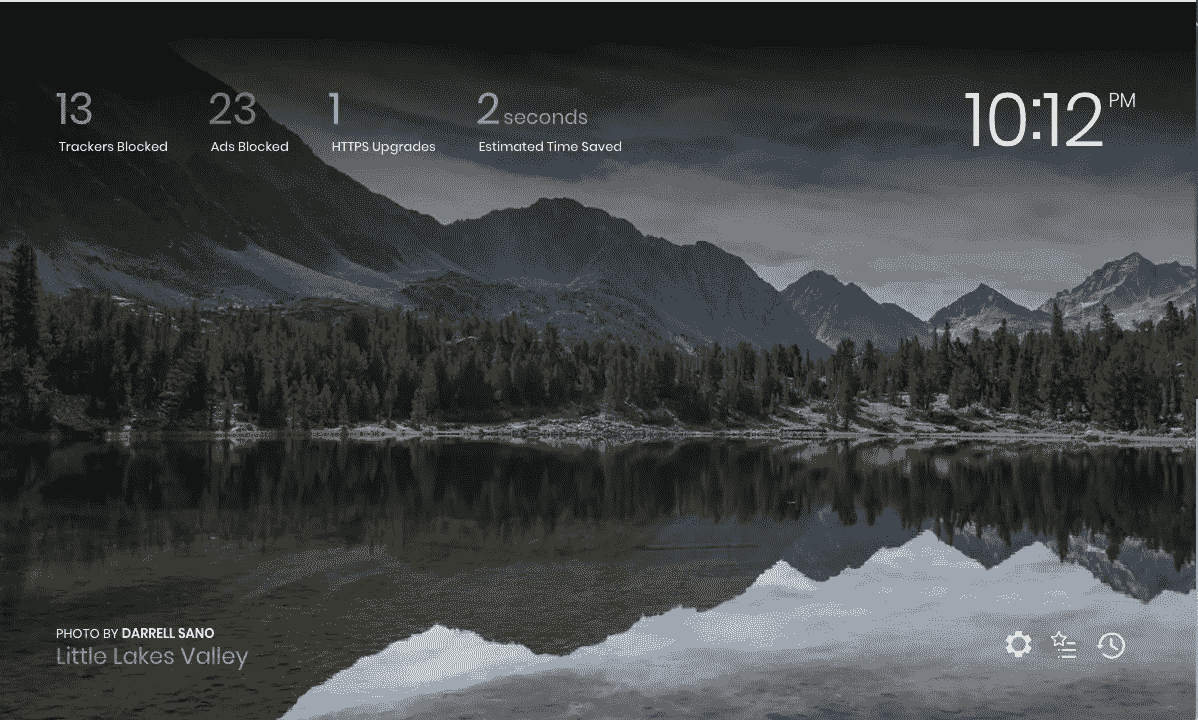 13
Trackers Blocked
23
Ads Blocked
1
HTTPS Upgrades
2 seconds
Estimated Time Saved
10:12 PM
PHOTO BY DARRELL SANO
Little Lakes Valley